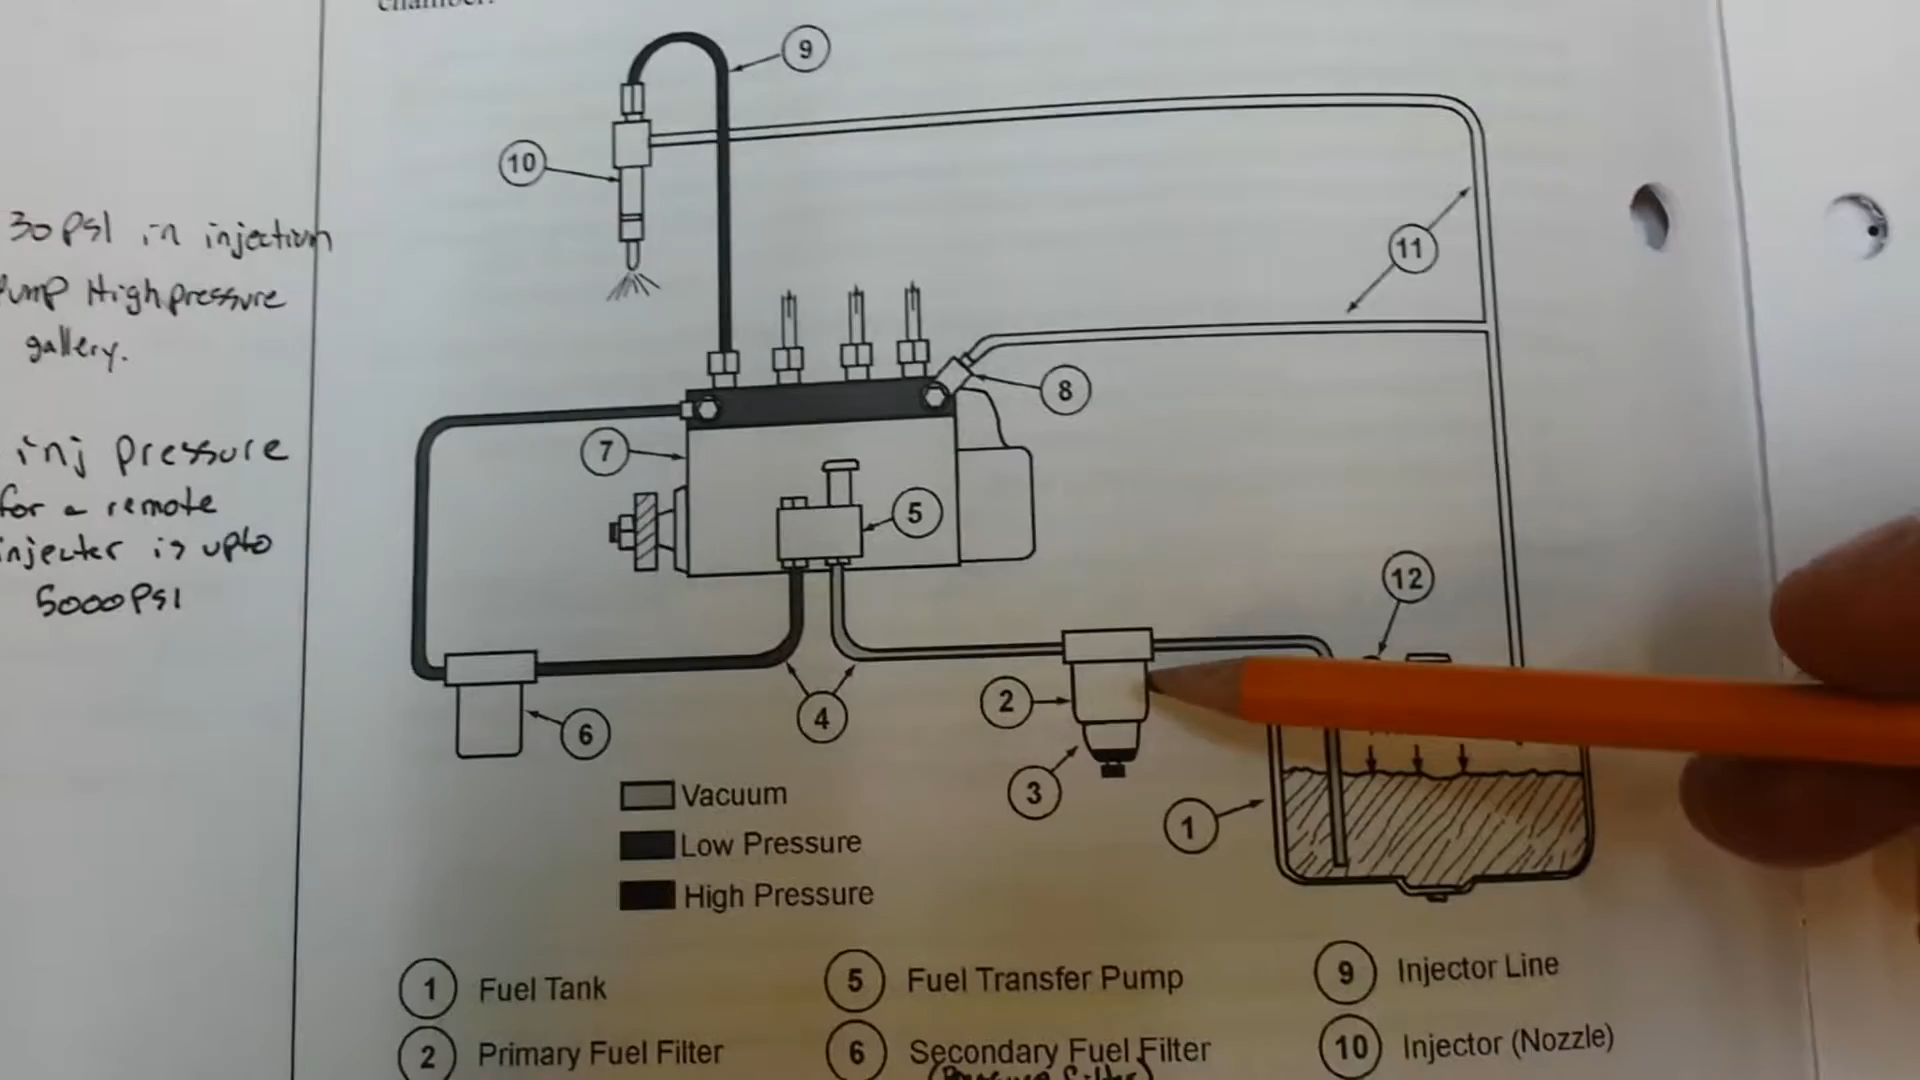 chamber.
9
10
30 PSI in injection
Pump High pressure
gallery.
11
8
7
inj pressure
for a remote
injecter is upto
5000 PSI
5
12
2
4
6
3
1
Vacuum
Low Pressure
High Pressure
1 Fuel Tank
5 Fuel Transfer Pump
9 Injector Line
2 Primary Fuel Filter
6 Secondary Fuel Filter
10 Injector (Nozzle)